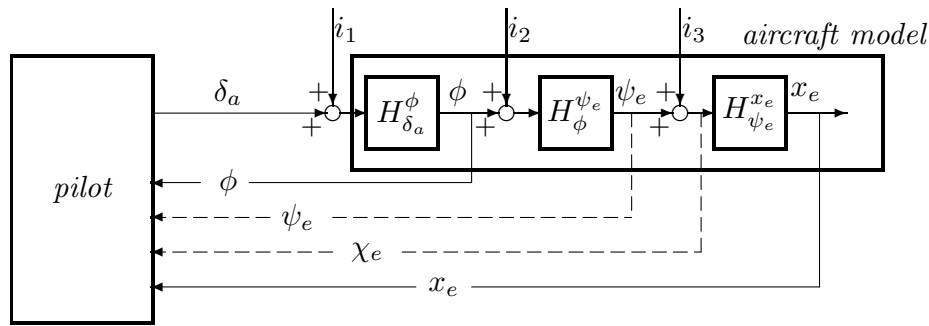 i₁ i₂ i₃ aircraft model
δₐ + + H^ϕ_δₐ ϕ + + H^ψₑ_ϕ ψₑ + + H^xₑ_ψₑ xₑ
pilot
ϕ
ψₑ
χₑ
xₑ